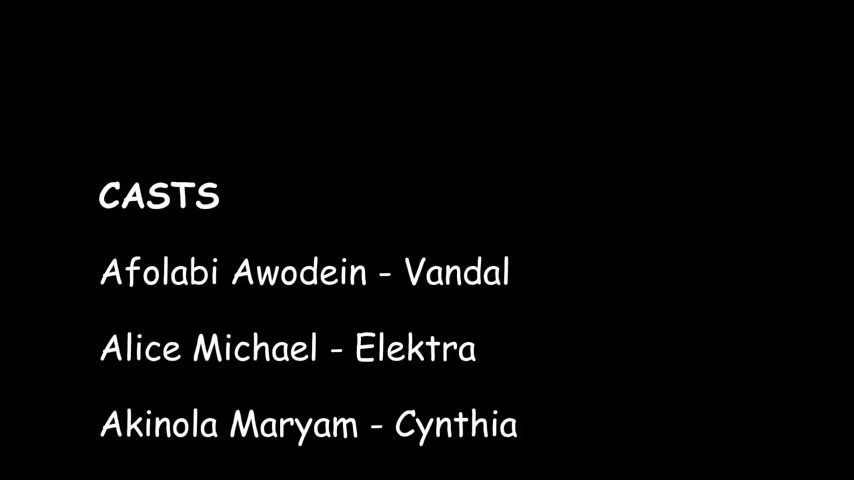 CASTS
Afolabi Awodein - Vandal
Alice Michael - Elektra
Akinola Maryam - Cynthia